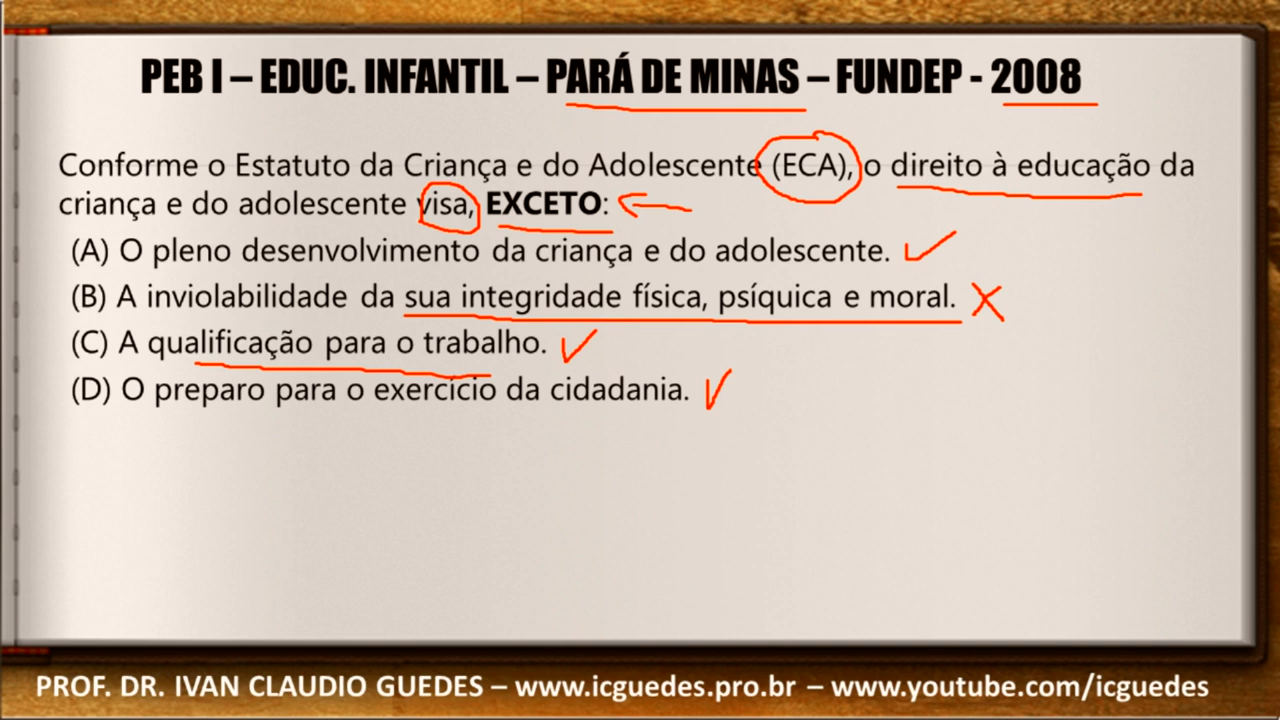 PEB I – EDUC. INFANTIL – PARÁ DE MINAS – FUNDEP - 2008
Conforme o Estatuto da Criança e do Adolescente (ECA), o direito à educação da
criança e do adolescente visa, EXCETO:
(A) O pleno desenvolvimento da criança e do adolescente.
(B) A inviolabilidade da sua integridade física, psíquica e moral.
(C) A qualificação para o trabalho.
(D) O preparo para o exercício da cidadania.
PROF. DR. IVAN CLAUDIO GUEDES – www.icguedes.pro.br – www.youtube.com/icguedes